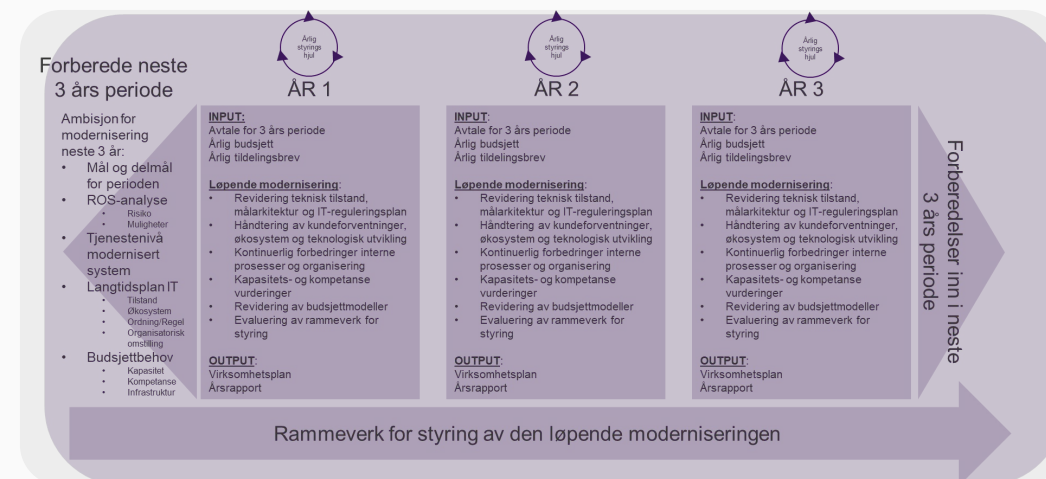 Forberede neste
3 års periode
Ambisjon for
modernisering
neste 3 år:
• Mål og delmål
for perioden
• ROS-analyse
• Risiko
• Muligheter
• Tjenestenivå
modernisert
system
• Langtidsplan IT
• Tilstand
• Økosystem
• Ordning/Regel
• Organisatorisk
omstilling
• Budsjettbehov
• Kapasitet
• Kompetanse
• Infrastruktur
Årlig
styrings
hjul
ÅR 1
INPUT:
Avtale for 3 års periode
Årlig budsjett
Årlig tildelingsbrev
Løpende modernisering:
• Revidering teknisk tilstand,
målarkitektur og IT-reguleringsplan
• Håndtering av kundeforventninger,
økosystem og teknologisk utvikling
• Kontinuerlig forbedringer interne
prosesser og organisering
• Kapasitets- og kompetanse
vurderinger
• Revidering av budsjettmodeller
• Evaluering av rammeverk for
styring
OUTPUT:
Virksomhetsplan
Årsrapport
Årlig
styrings
hjul
ÅR 2
INPUT:
Avtale for 3 års periode
Årlig budsjett
Årlig tildelingsbrev
Løpende modernisering:
• Revidering teknisk tilstand,
målarkitektur og IT-reguleringsplan
• Håndtering av kundeforventninger,
økosystem og teknologisk utvikling
• Kontinuerlig forbedringer interne
prosesser og organisering
• Kapasitets- og kompetanse
vurderinger
• Revidering av budsjettmodeller
• Evaluering av rammeverk for
styring
OUTPUT:
Virksomhetsplan
Årsrapport
Årlig
styrings
hjul
ÅR 3
INPUT:
Avtale for 3 års periode
Årlig budsjett
Årlig tildelingsbrev
Løpende modernisering:
• Revidering teknisk tilstand,
målarkitektur og IT-reguleringsplan
• Håndtering av kundeforventninger,
økosystem og teknologisk utvikling
• Kontinuerlig forbedringer interne
prosesser og organisering
• Kapasitets- og kompetanse
vurderinger
• Revidering av budsjettmodeller
• Evaluering av rammeverk for
styring
OUTPUT:
Virksomhetsplan
Årsrapport
Forberedelser inn i neste
3 års periode
Rammeverk for styring av den løpende moderniseringen